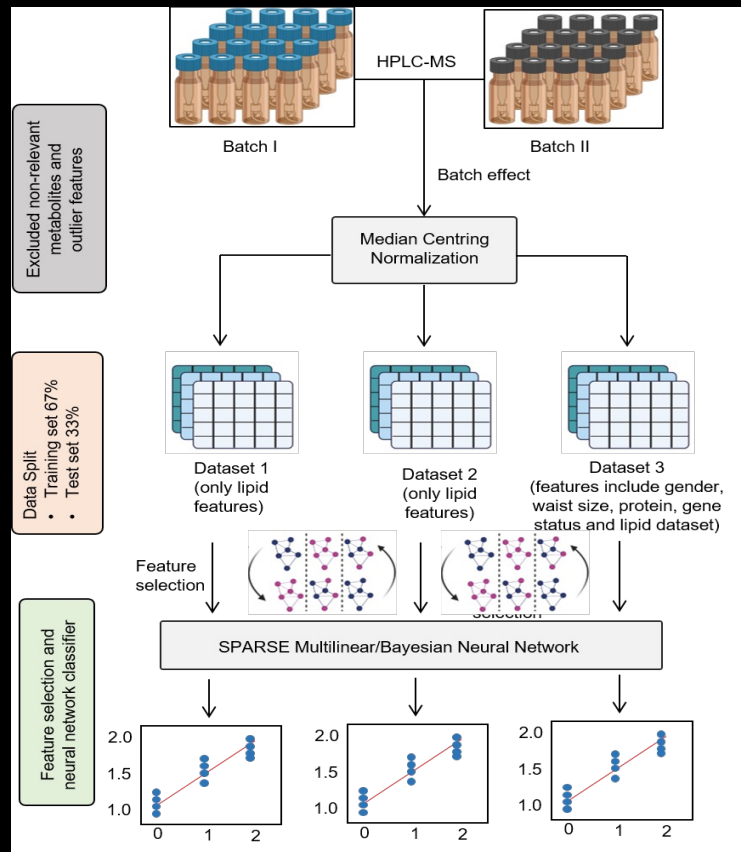 HPLC-MS
Batch I
Batch II
Batch effect
Excluded non-relevant
metabolites and
outlier features
Median Centring
Normalization
Data Split
• Training set 67%
• Test set 33%
Dataset 1
(only lipid
features)
Dataset 2
(only lipid
features)
Dataset 3
(features include gender,
waist size, protein, gene
status and lipid dataset)
Feature
selection
selection
SPARSE Multilinear/Bayesian Neural Network
Feature selection and
neural network classifier
2.0
1.5
1.0
0 1 2
2.0
1.5
1.0
0 1 2
2.0
1.5
1.0
0 1 2